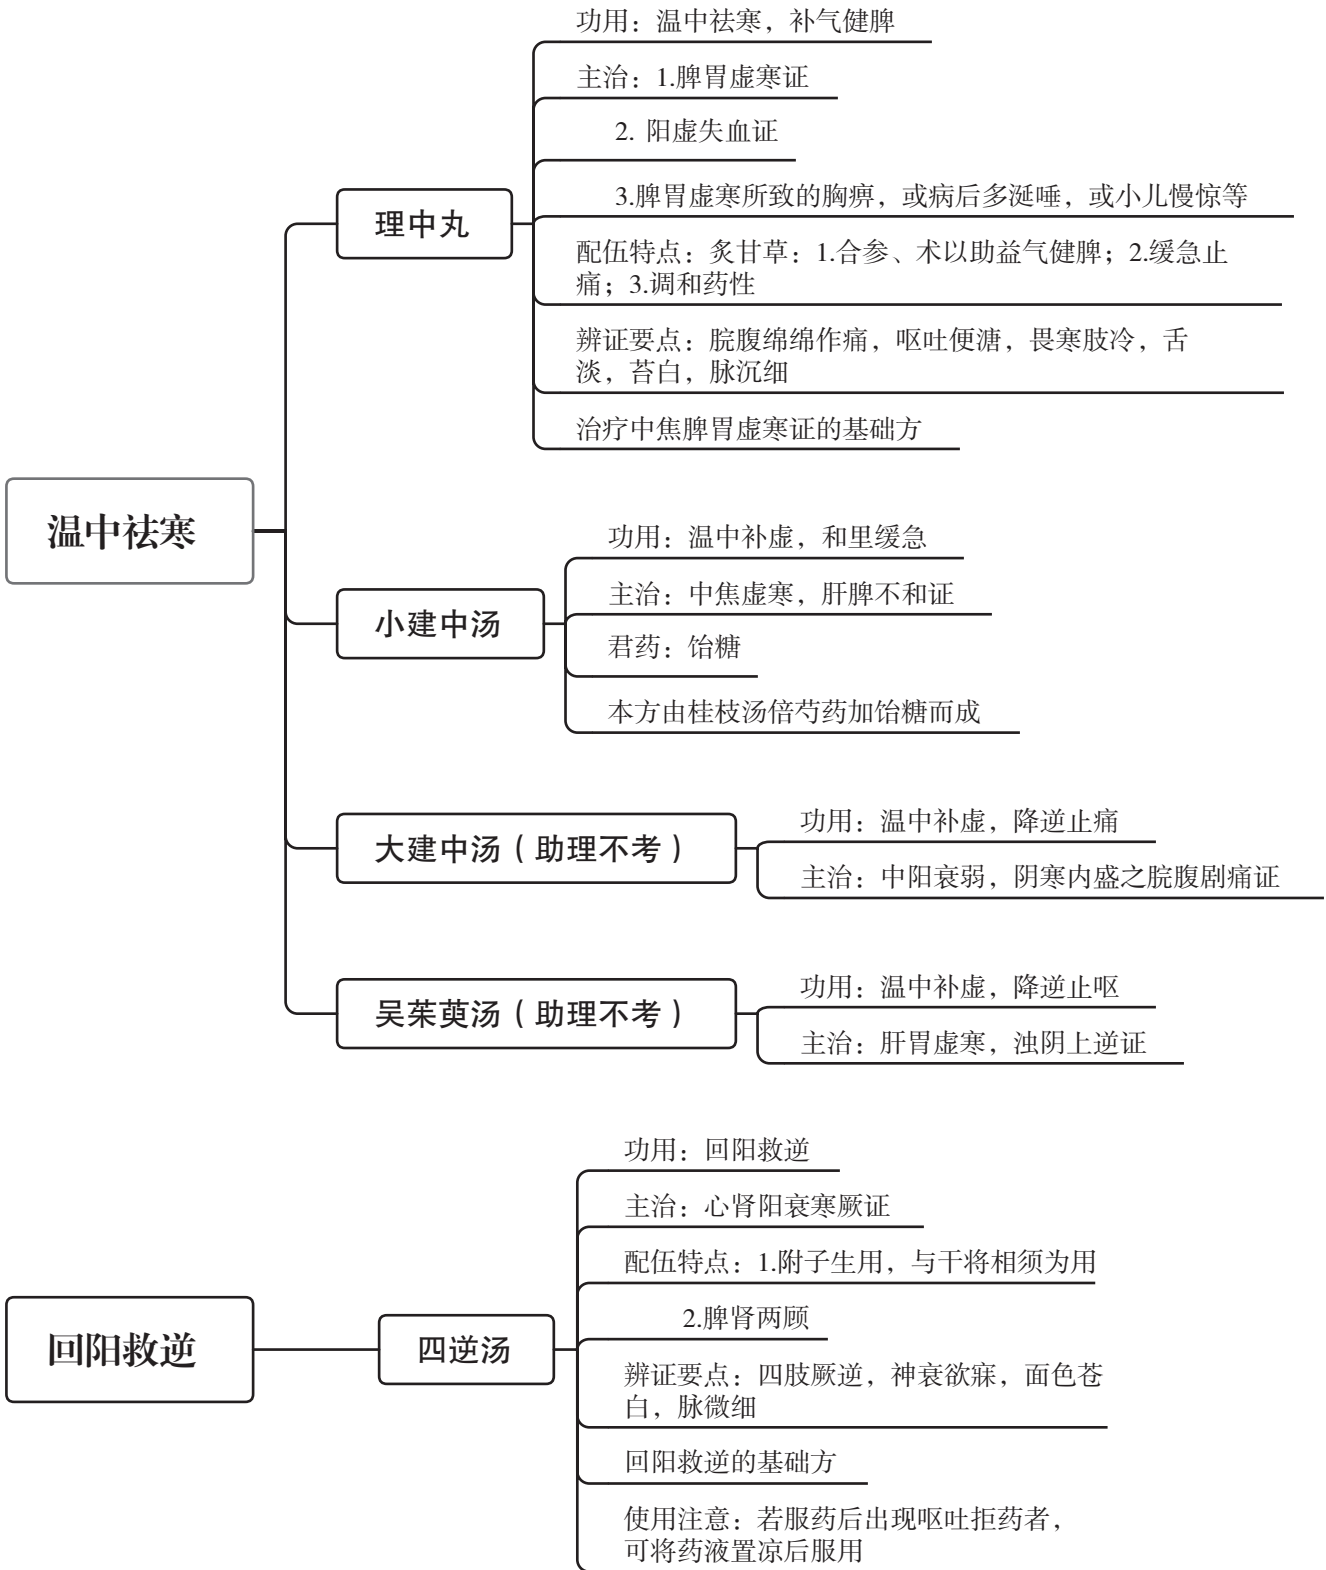 温中祛寒
理中丸
功用：温中祛寒，补气健脾
主治：1.脾胃虚寒证
2. 阳虚失血证
3.脾胃虚寒所致的胸痹，或病后多涎唾，或小儿慢惊等
配伍特点：炙甘草：1.合参、术以助益气健脾；2.缓急止
痛；3.调和药性
辨证要点：脘腹绵绵作痛，呕吐便溏，畏寒肢冷，舌
淡，苔白，脉沉细
治疗中焦脾胃虚寒证的基础方
小建中汤
功用：温中补虚，和里缓急
主治：中焦虚寒，肝脾不和证
君药：饴糖
本方由桂枝汤倍芍药加饴糖而成
大建中汤（助理不考）
功用：温中补虚，降逆止痛
主治：中阳衰弱，阴寒内盛之脘腹剧痛证
吴茱萸汤（助理不考）
功用：温中补虚，降逆止呕
主治：肝胃虚寒，浊阴上逆证
回阳救逆
四逆汤
功用：回阳救逆
主治：心肾阳衰寒厥证
配伍特点：1.附子生用，与干将相须为用
2.脾肾两顾
辨证要点：四肢厥逆，神衰欲寐，面色苍
白，脉微细
回阳救逆的基础方
使用注意：若服药后出现呕吐拒药者，
可将药液置凉后服用